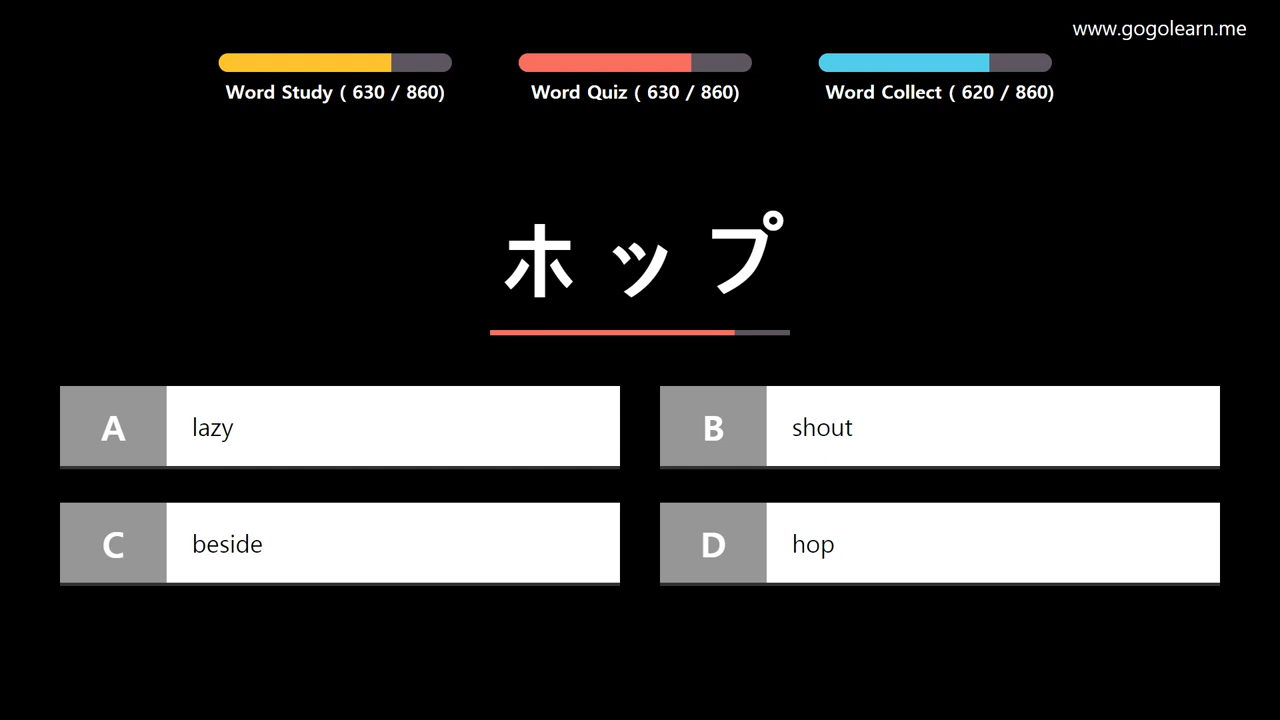 www.gogolearn.me
Word Study ( 630 / 860)
Word Quiz ( 630 / 860)
Word Collect ( 620 / 860)
ホップ
A lazy
B shout
C beside
D hop